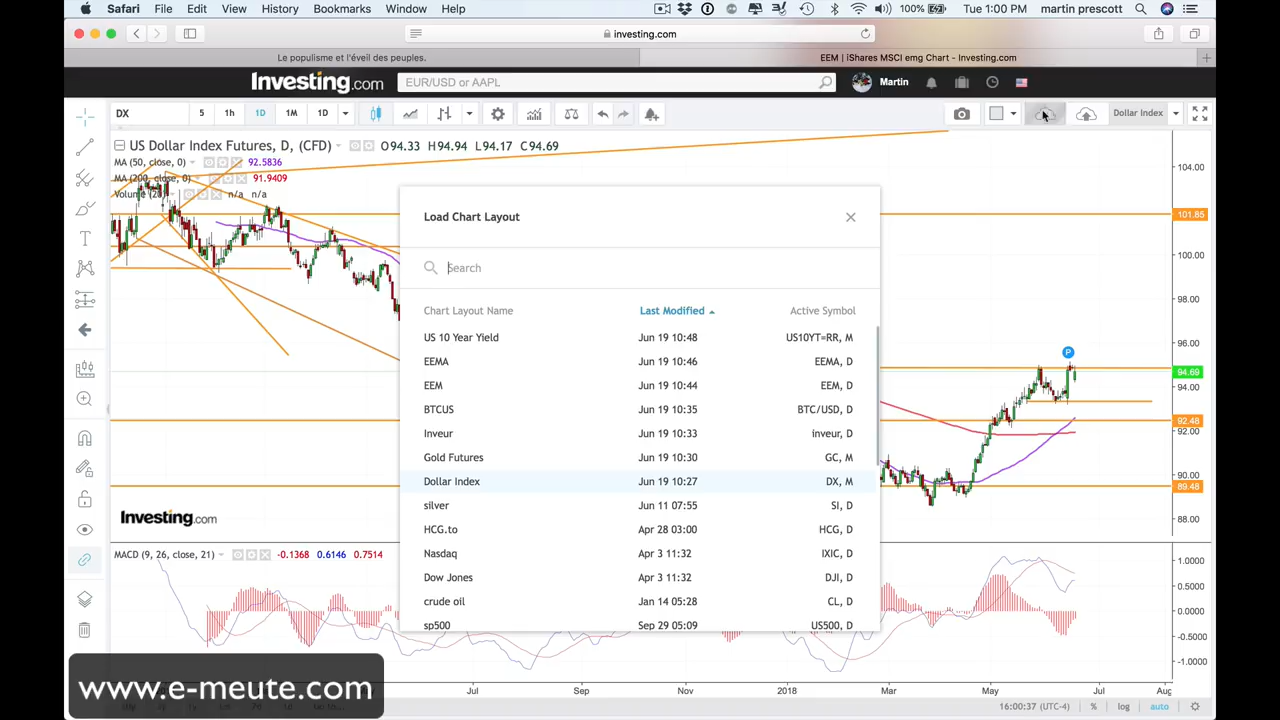 Safari File Edit View History Bookmarks Window Help 100% Tue 1:00 PM martin prescott
investing.com
Le populisme et l'éveil des peuples. EEM | iShares MSCI emg Chart - Investing.com
Investing.com EUR/USD or AAPL Martin
DX 5 1h 1D 1M 1D Dollar Index
US Dollar Index Futures, D, (CFD) O94.33 H94.94 L94.17 C94.69
MA (50, close, 0) 92.5836
MA (200, close, 0) 91.9409
Volume (20) n/a n/a
104.00
101.85
100.00
98.00
96.00
P
94.69
94.00
92.48
92.00
90.00
89.48
88.00
Load Chart Layout
Search
Chart Layout Name Last Modified Active Symbol
US 10 Year Yield Jun 19 10:48 US10YT=RR, M
EEMA Jun 19 10:46 EEMA, D
EEM Jun 19 10:44 EEM, D
BTCUS Jun 19 10:35 BTC/USD, D
Inveur Jun 19 10:33 inveur, D
Gold Futures Jun 19 10:30 GC, M
Dollar Index Jun 19 10:27 DX, M
silver Jun 11 07:55 SI, D
HCG.to Apr 28 03:00 HCG, D
Nasdaq Apr 3 11:32 IXIC, D
Dow Jones Apr 3 11:32 DJI, D
crude oil Jan 14 05:28 CL, D
sp500 Sep 29 05:09 US500, D
Investing.com
MACD (9, 26, close, 21) -0.1368 0.6146 0.7514
1.0000
0.5000
0.0000
-0.5000
-1.0000
www.e-meute.com
Jul Sep Nov 2018 Mar May Jul Aug
16:00:37 (UTC-4) % log auto